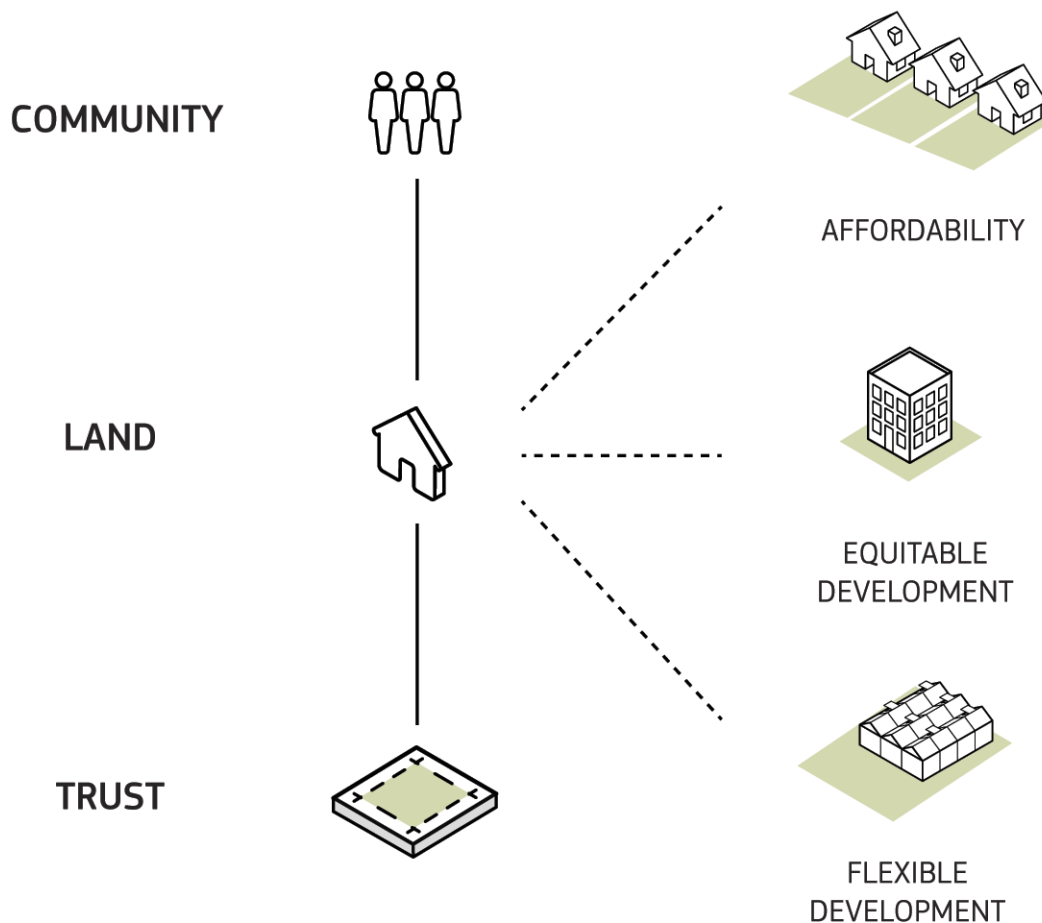 COMMUNITY
AFFORDABILITY
LAND
EQUITABLE
DEVELOPMENT
TRUST
FLEXIBLE
DEVELOPMENT